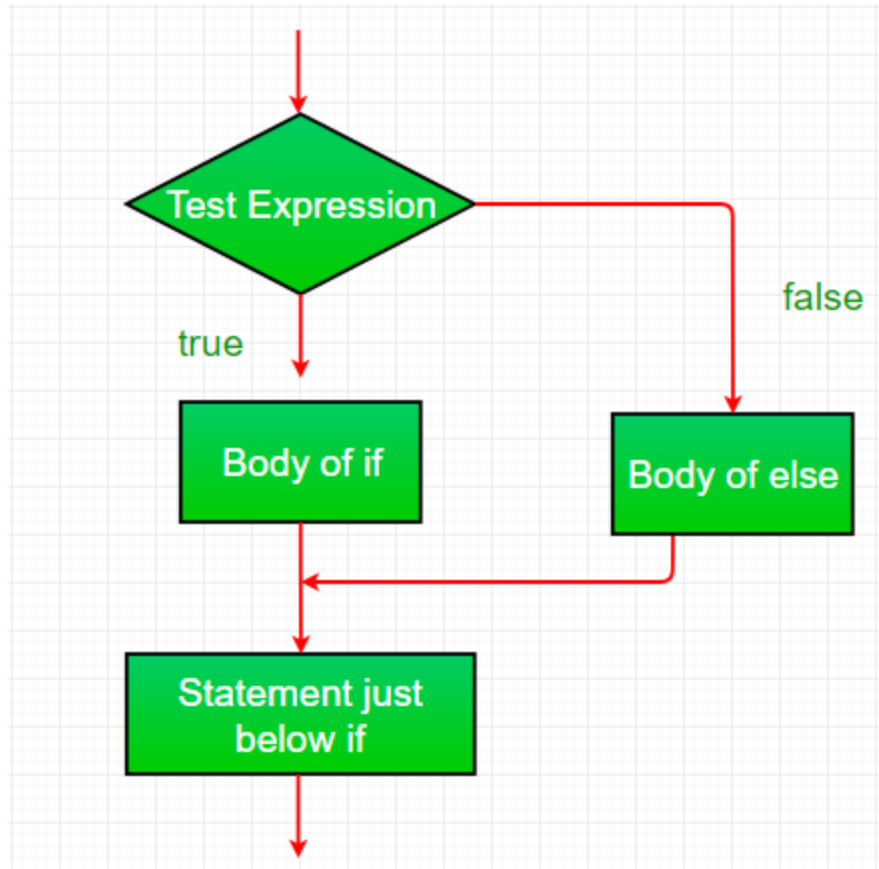 Test Expression
false
true
Body of if
Body of else
Statement just
below if